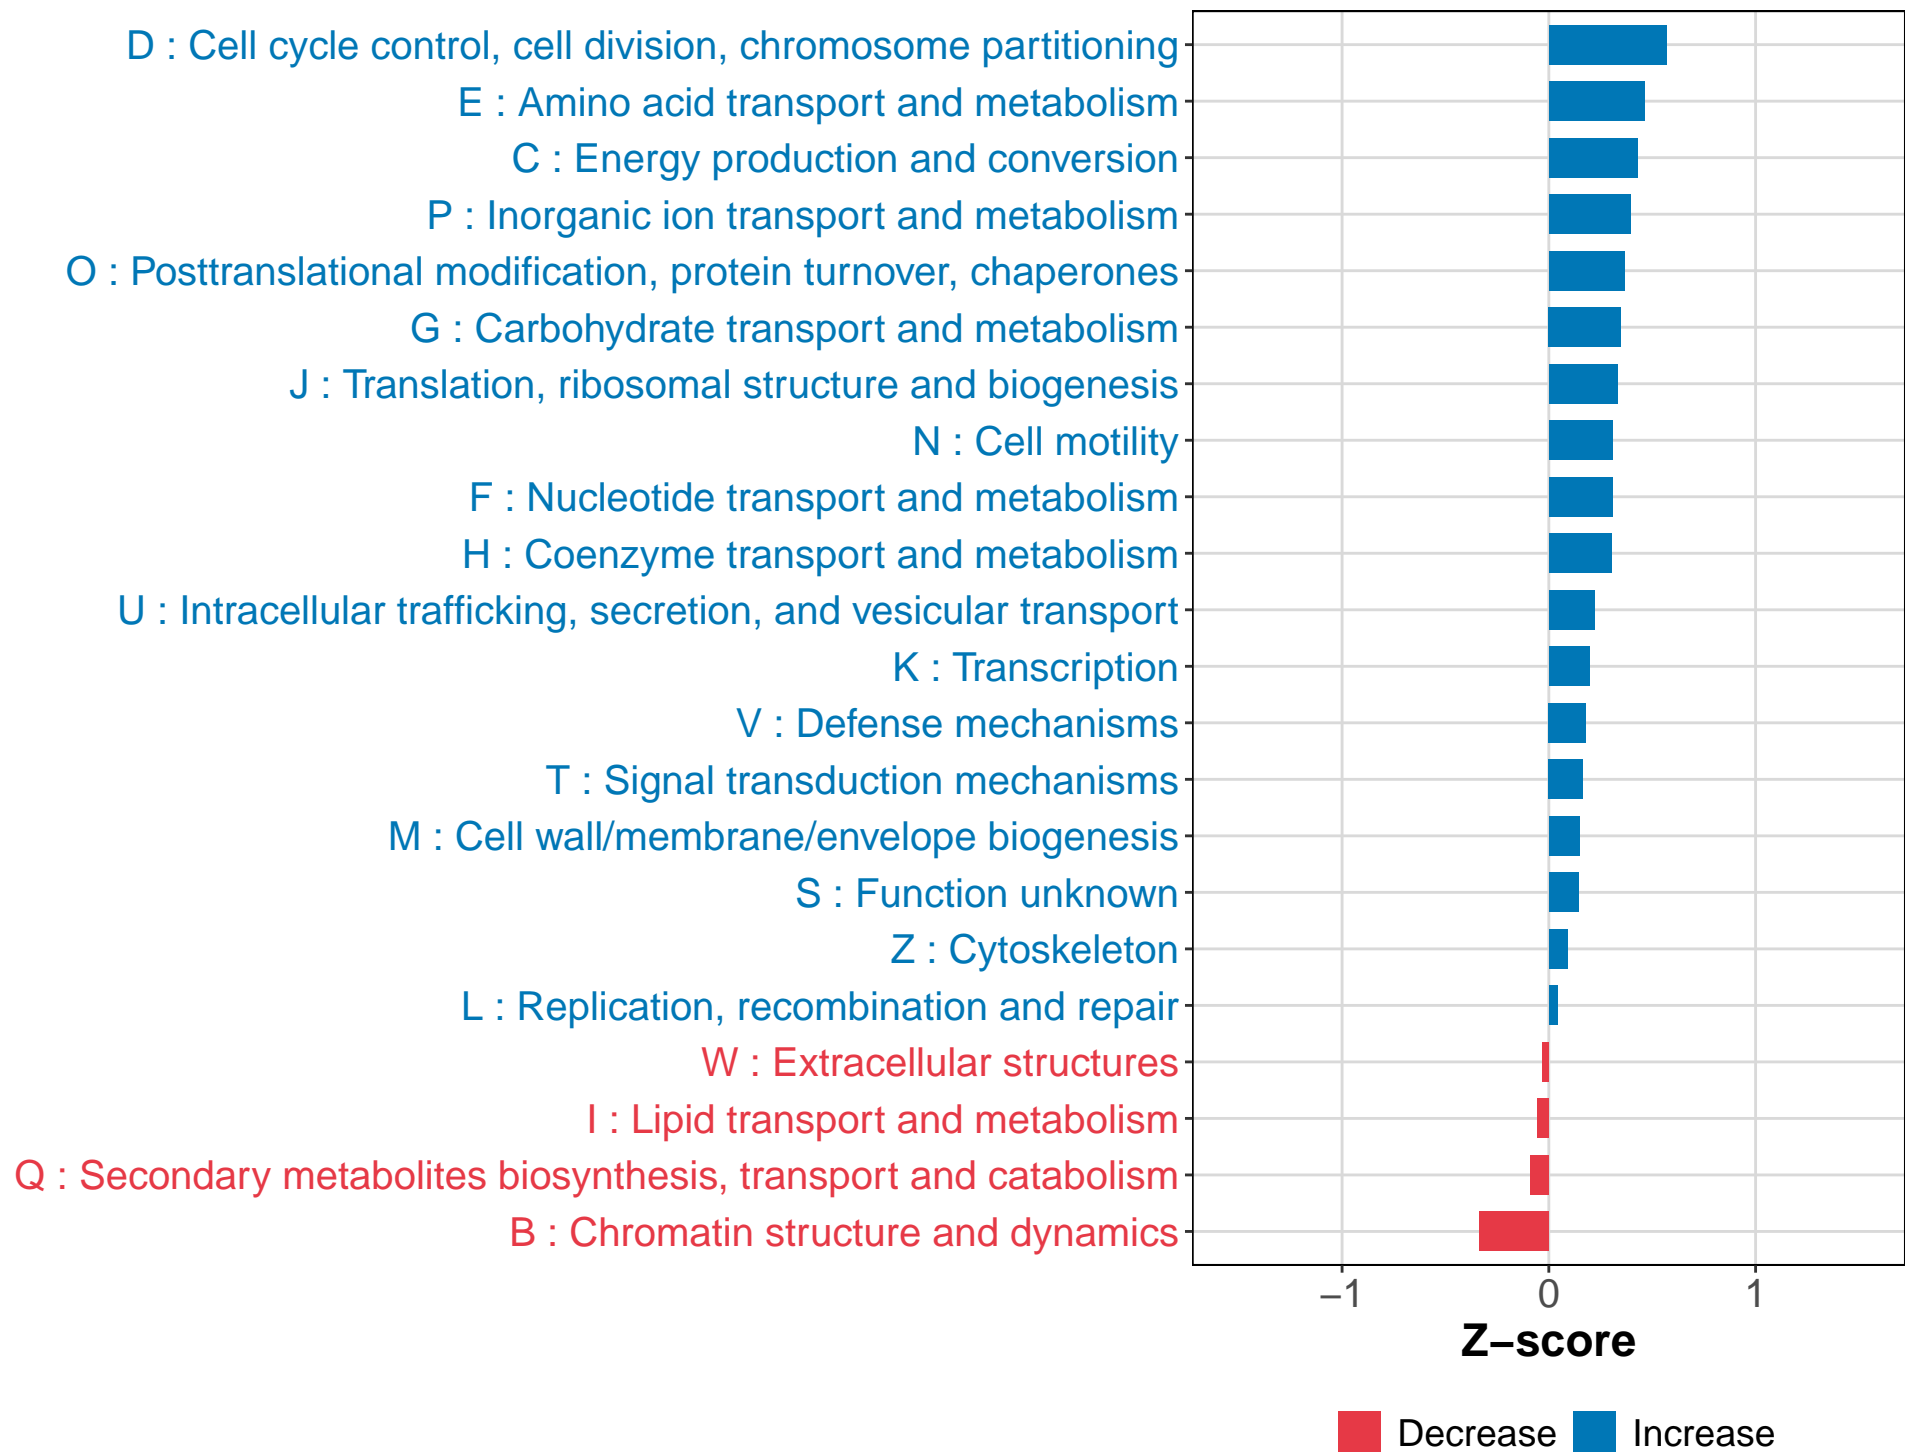 D : Cell cycle control, cell division, chromosome partitioning
E : Amino acid transport and metabolism
C : Energy production and conversion
P : Inorganic ion transport and metabolism
O : Posttranslational modification, protein turnover, chaperones
G : Carbohydrate transport and metabolism
J : Translation, ribosomal structure and biogenesis
N : Cell motility
F : Nucleotide transport and metabolism
H : Coenzyme transport and metabolism
U : Intracellular trafficking, secretion, and vesicular transport
K : Transcription
V : Defense mechanisms
T : Signal transduction mechanisms
M : Cell wall/membrane/envelope biogenesis
S : Function unknown
Z : Cytoskeleton
L : Replication, recombination and repair
W : Extracellular structures
I : Lipid transport and metabolism
Q : Secondary metabolites biosynthesis, transport and catabolism
B : Chromatin structure and dynamics
−1 0 1
Z−score
Decrease Increase